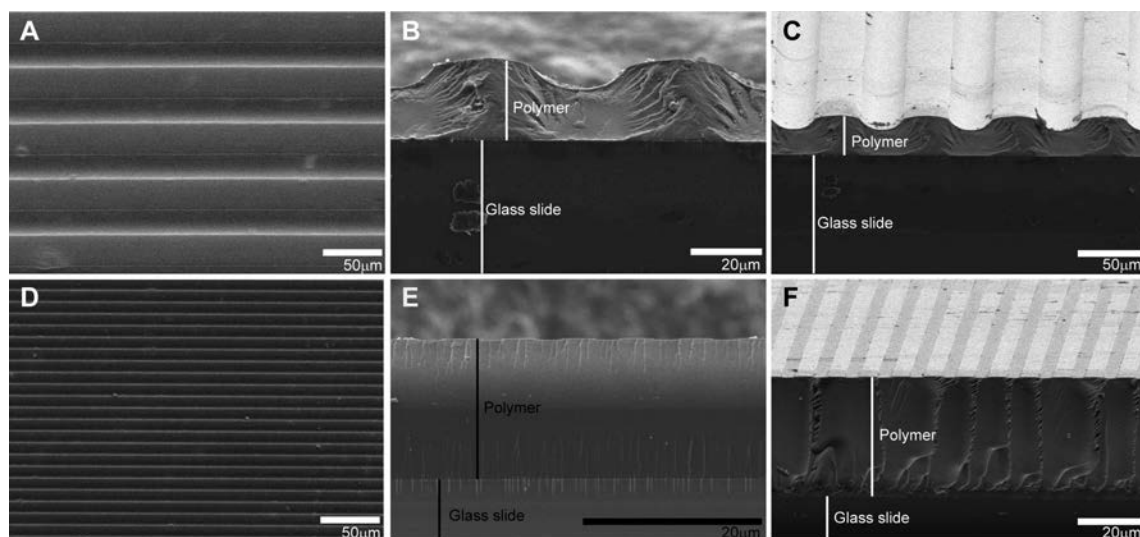 A
50μm
B
Polymer
Glass slide
20μm
C
Polymer
Glass slide
50μm
D
50μm
E
Polymer
Glass slide
20μm
F
Polymer
Glass slide
20μm